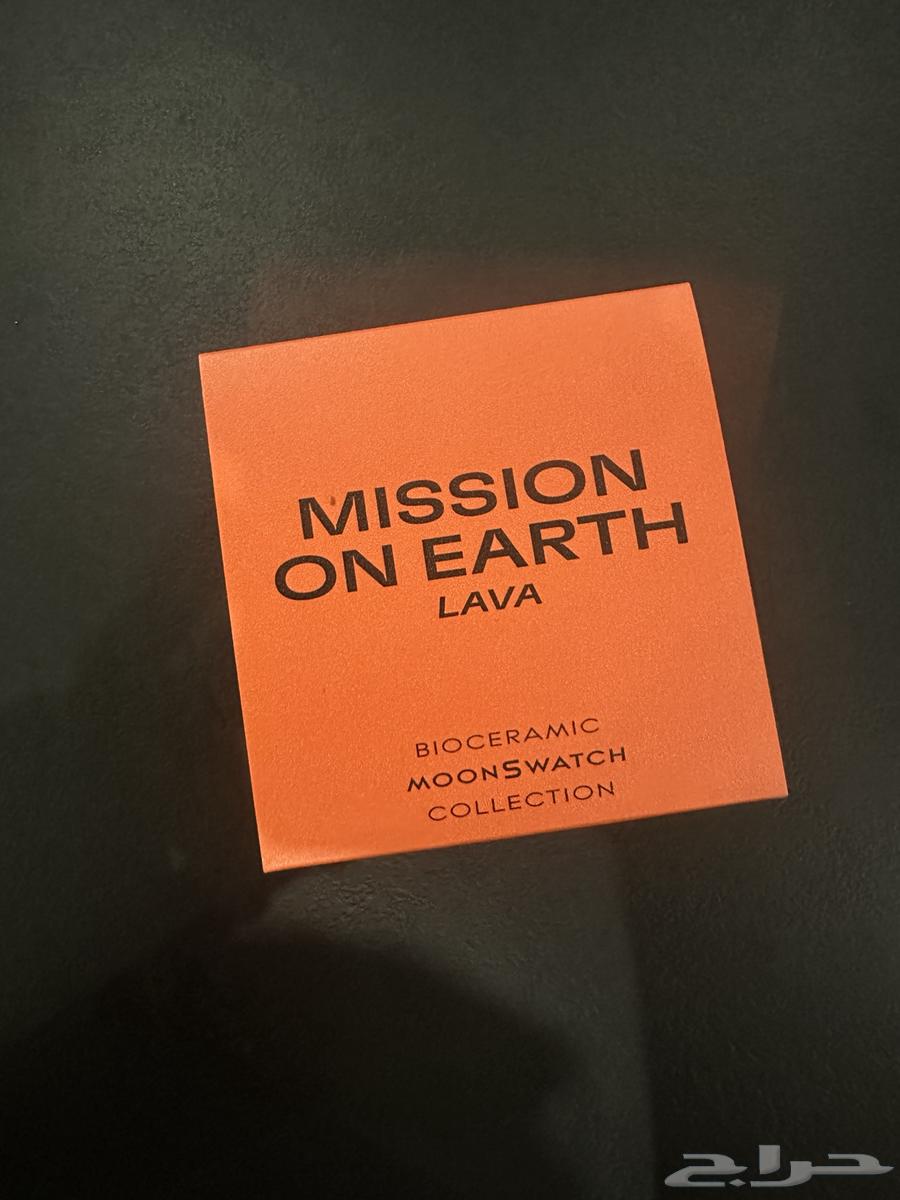 MISSION
ON EARTH
LAVA
BIOCERAMIC
MOONSWATCH
COLLECTION
حراج